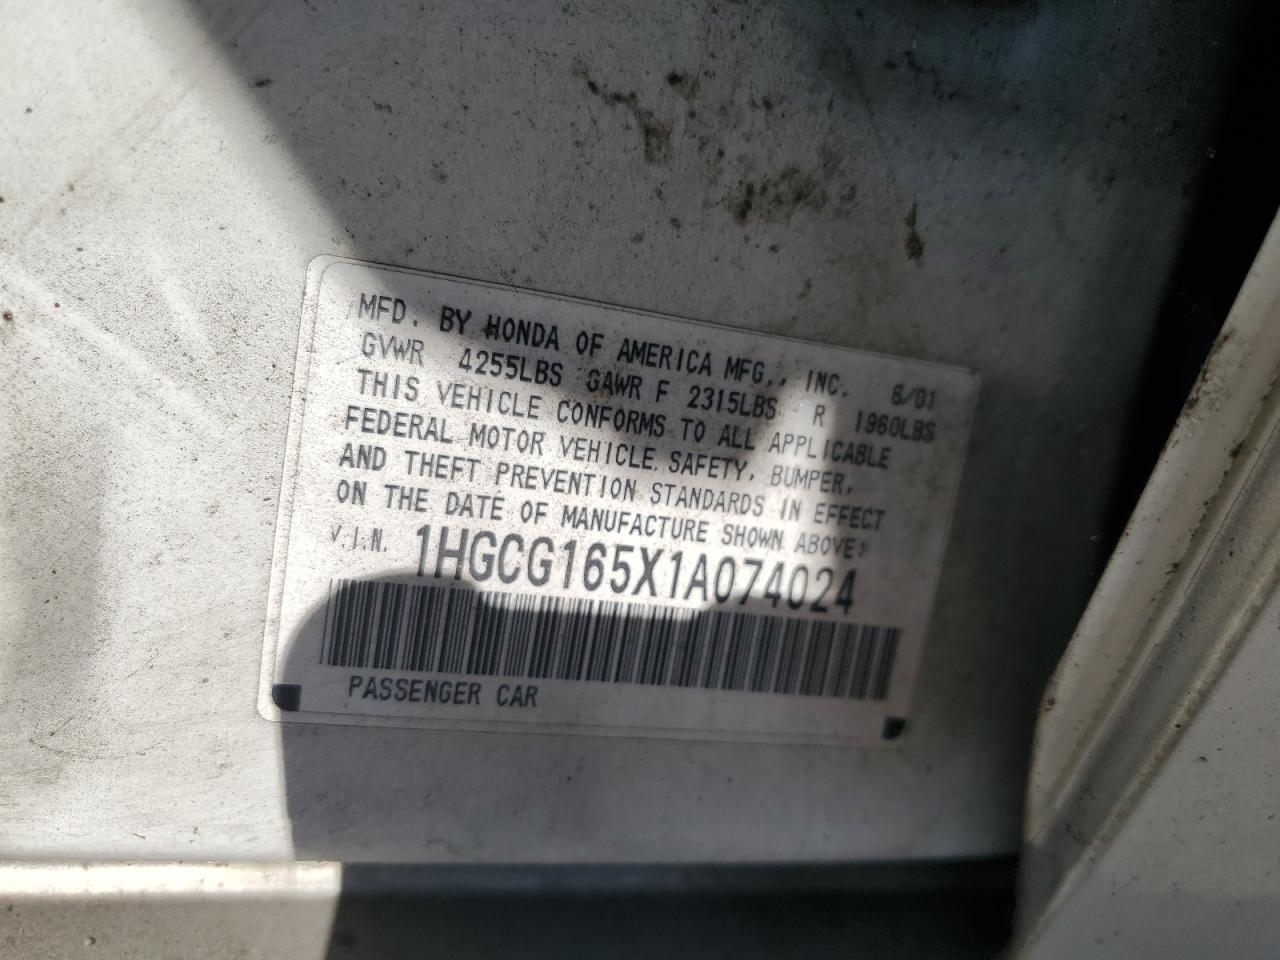 MFD. BY HONDA OF AMERICA MFG., INC. 6/01
GVWR 4255LBS GAWR F 2315LBS R 1960LBS
THIS VEHICLE CONFORMS TO ALL APPLICABLE
FEDERAL MOTOR VEHICLE SAFETY, BUMPER,
AND THEFT PREVENTION STANDARDS IN EFFECT
ON THE DATE OF MANUFACTURE SHOWN ABOVE.
V.I.N. 1HGCG165X1A074024
PASSENGER CAR